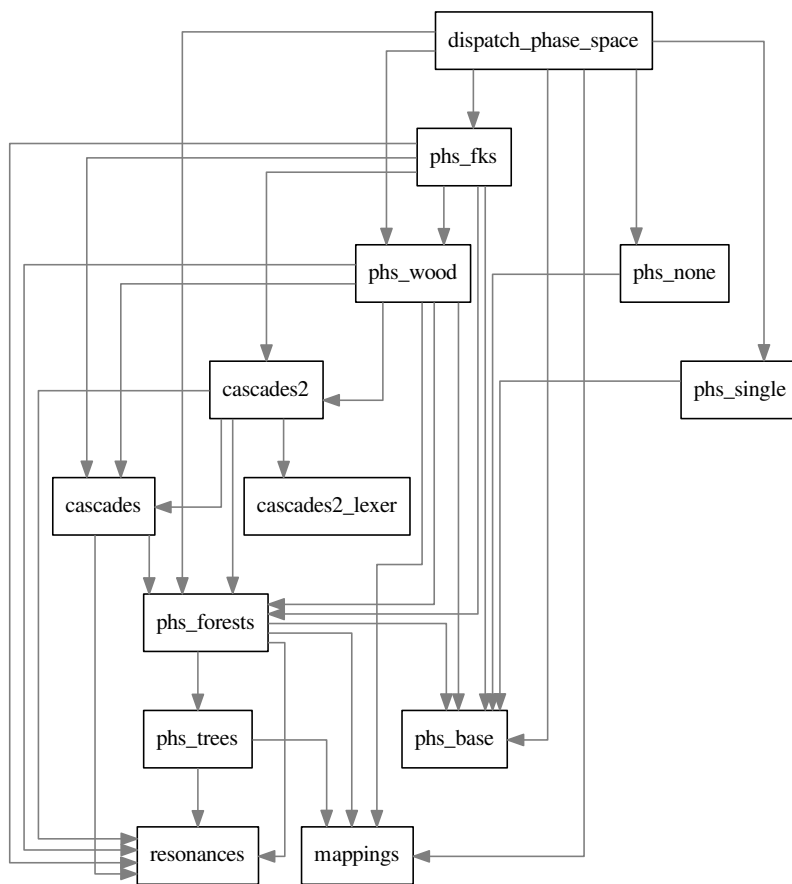 dispatch_phase_space
phs_fks
phs_wood
phs_none
cascades2
phs_single
cascades
cascades2_lexer
phs_forests
phs_trees
phs_base
resonances
mappings